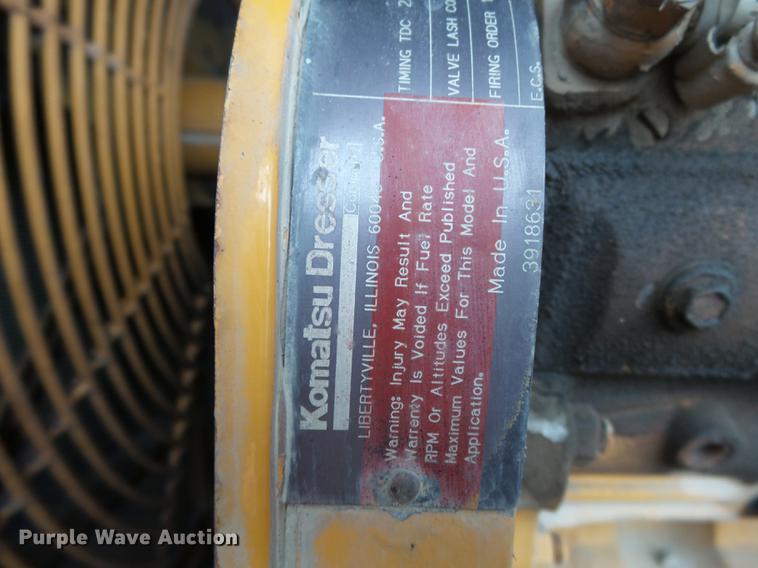 Komatsu Dresser
LIBERTYVILLE, ILLINOIS
Warning: Injury May Result And
Warrenty Is Voided If Fuel Rate
RPM Or Altitudes Exceed Published
Maximum Values For This Model And
Application.
Made In U.S.A.
3918631
TIMING TDC
VALVE LASH
FIRING ORDER
E.C.S.
Purple Wave Auction